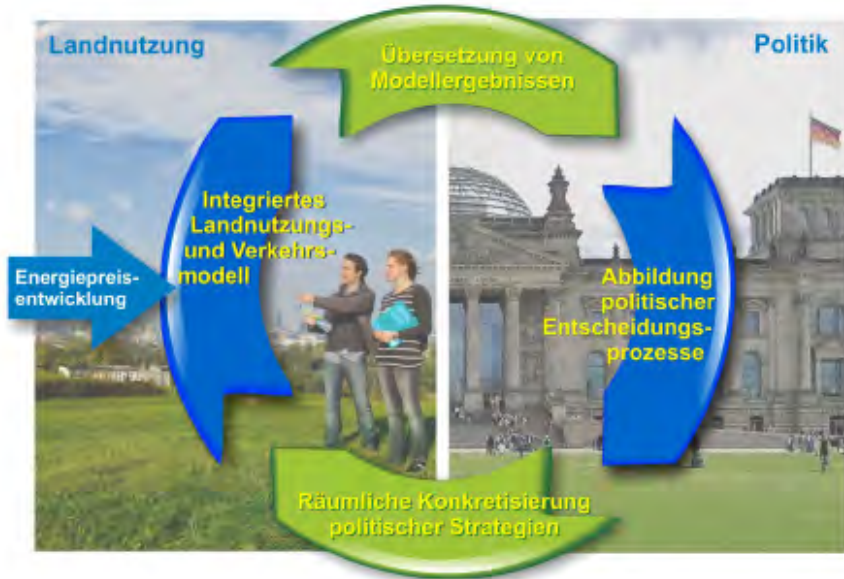 Landnutzung
Politik
Übersetzung von
Modellergebnissen
Integriertes
Landnutzungs-
und Verkehrs-
modell
Energiepreis-
entwicklung
Abbildung
politischer
Entscheidungs-
prozesse
Räumliche Konkretisierung
politischer Strategien